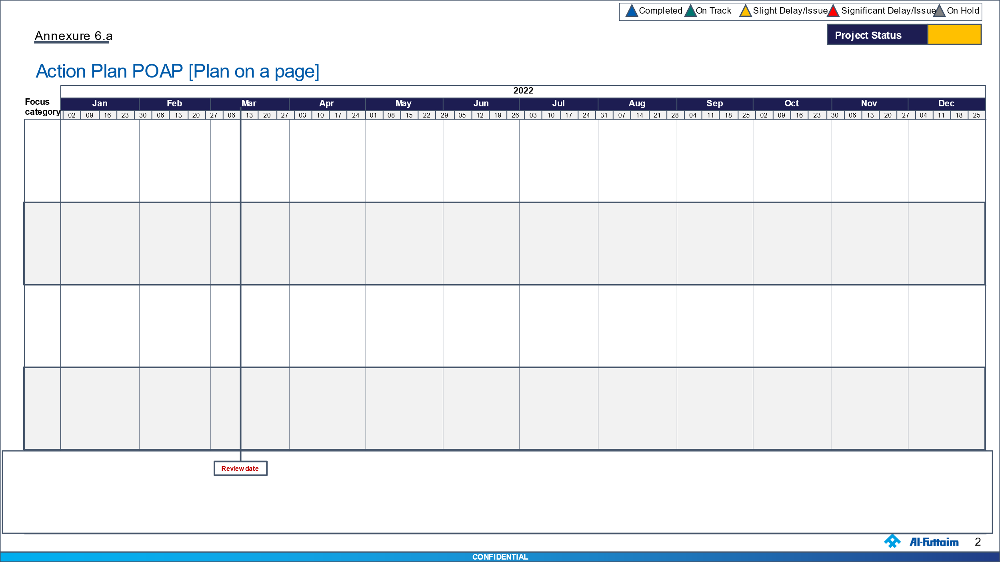 Completed On Track Slight Delay/Issue Significant Delay/Issue On Hold
Annexure 6.a
Project Status
Action Plan POAP [Plan on a page]
2022
Focus
category
Jan Feb Mar Apr May Jun Jul Aug Sep Oct Nov Dec
02 09 16 23 30 06 13 20 27 06 13 20 27 03 10 17 24 01 08 15 22 29 05 12 19 26 03 10 17 24 31 07 14 21 28 04 11 18 25 02 09 16 23 30 06 13 20 27 04 11 18 25
Review date
Al-Futtaim 2
CONFIDENTIAL